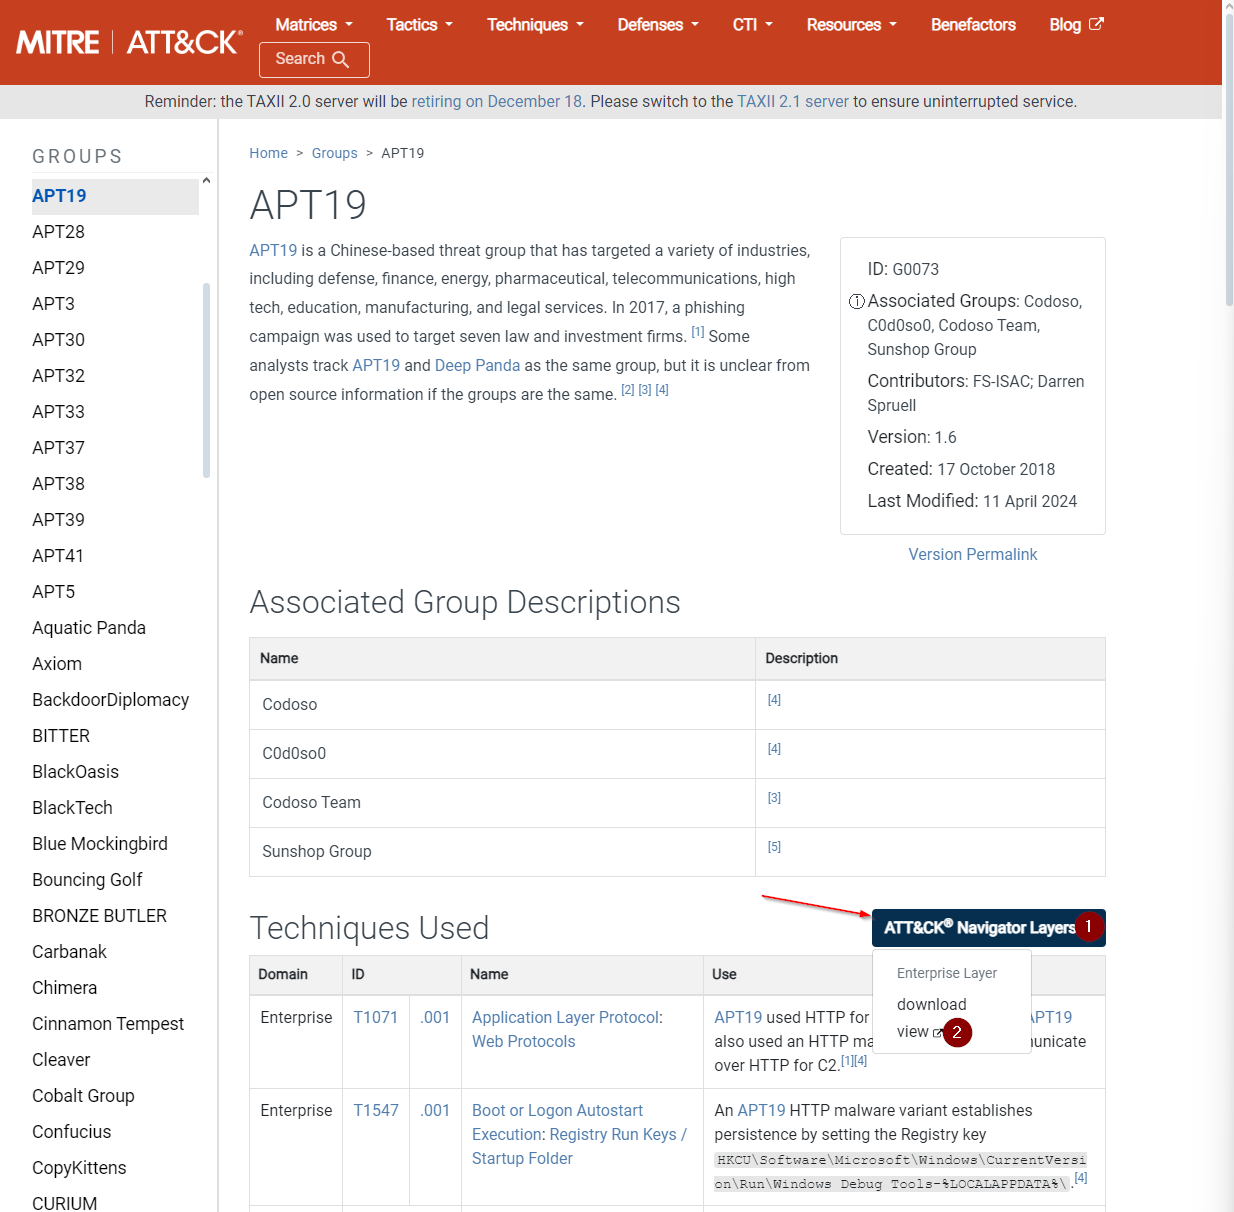 MITRE | ATT&CK®
Matrices
Tactics
Techniques
Defenses
CTI
Resources
Benefactors
Blog
Search
Reminder: the TAXII 2.0 server will be retiring on December 18. Please switch to the TAXII 2.1 server to ensure uninterrupted service.
GROUPS
APT19
APT28
APT29
APT3
APT30
APT32
APT33
APT37
APT38
APT39
APT41
APT5
Aquatic Panda
Axiom
BackdoorDiplomacy
BITTER
BlackOasis
BlackTech
Blue Mockingbird
Bouncing Golf
BRONZE BUTLER
Carbanak
Chimera
Cinnamon Tempest
Cleaver
Cobalt Group
Confucius
CopyKittens
CURIUM
Home > Groups > APT19
APT19
APT19 is a Chinese-based threat group that has targeted a variety of industries,
including defense, finance, energy, pharmaceutical, telecommunications, high
tech, education, manufacturing, and legal services. In 2017, a phishing
campaign was used to target seven law and investment firms. [1] Some
analysts track APT19 and Deep Panda as the same group, but it is unclear from
open source information if the groups are the same. [2] [3] [4]
ID: G0073
Associated Groups: Codoso,
C0d0so0, Codoso Team,
Sunshop Group
Contributors: FS-ISAC; Darren
Spruell
Version: 1.6
Created: 17 October 2018
Last Modified: 11 April 2024
Version Permalink
Associated Group Descriptions
Name Description
Codoso [4]
C0d0so0 [4]
Codoso Team [3]
Sunshop Group [5]
Techniques Used
ATT&CK® Navigator Layers 1
Enterprise Layer
download
view 2
Domain ID Name Use
Enterprise T1071 .001 Application Layer Protocol:
Web Protocols
APT19 used HTTP for APT19
also used an HTTP
over HTTP for C2.[1][4]
Enterprise T1547 .001 Boot or Logon Autostart
Execution: Registry Run Keys /
Startup Folder
An APT19 HTTP malware variant establishes
persistence by setting the Registry key
HKCU\Software\Microsoft\Windows\CurrentVersi
on\Run\Windows Debug Tools-%LOCALAPPDATA%\.[4]